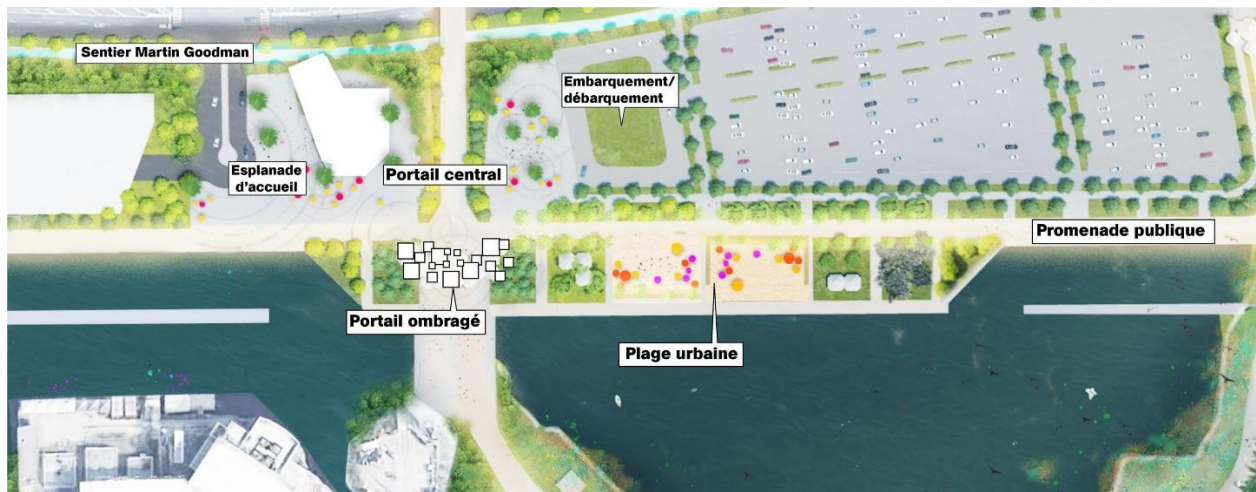 Sentier Martin Goodman
Embarquement/
débarquement
Esplanade
d'accueil
Portail central
Promenade publique
Portail ombragé
Plage urbaine